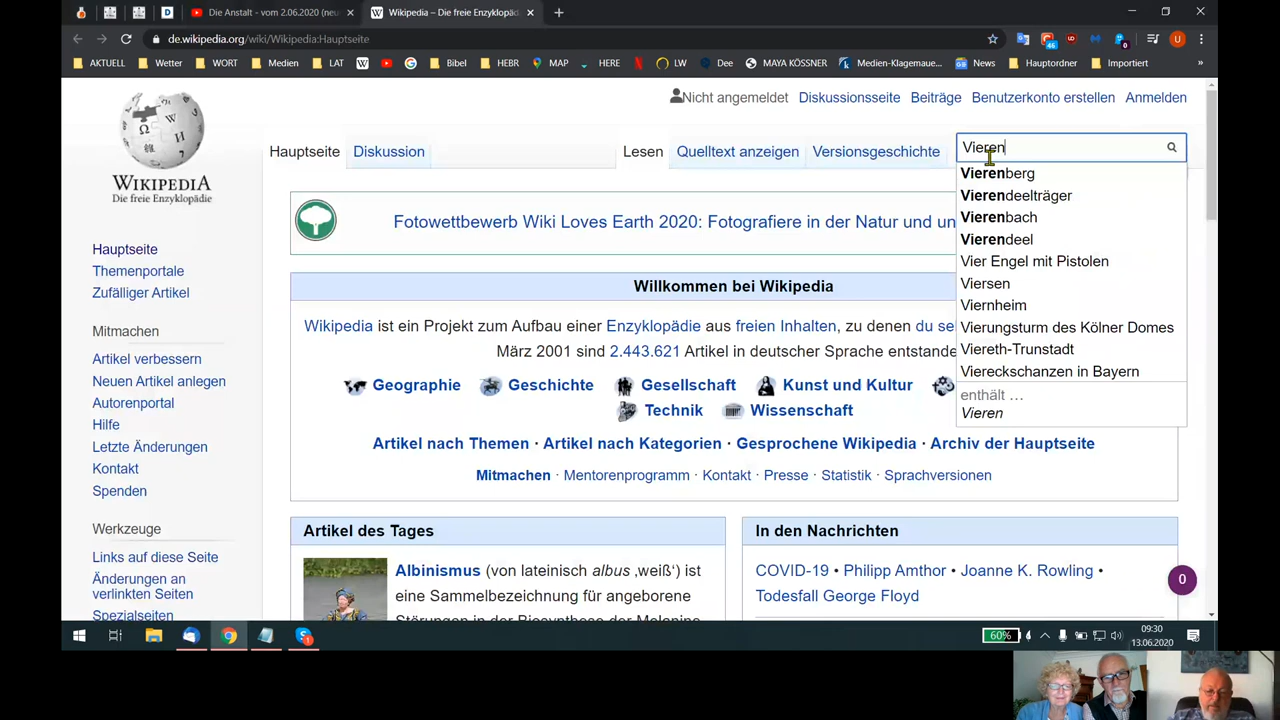 Die Anstalt - vom 2.06.2020 (neu
Wikipedia – Die freie Enzyklopäd
de.wikipedia.org/wiki/Wikipedia:Hauptseite
AKTUELL
Wetter
WORT
Medien
LAT
Bibel
HEBR
MAP
HERE
LW
Dee
MAYA KÖSSNER
Medien-Klagemaue...
News
Hauptordner
Importiert
»
Nicht angemeldet Diskussionsseite Beiträge Benutzerkonto erstellen Anmelden
Hauptseite Diskussion Lesen Quelltext anzeigen Versionsgeschichte
Vieren
Vierenberg
Vierendeelträger
Vierenbach
Vierendeel
Vier Engel mit Pistolen
Viersen
Viernheim
Vierungsturm des Kölner Domes
Viereth-Trunstadt
Viereckschanzen in Bayern
enthält …
Vieren
WIKIPEDIA
Die freie Enzyklopädie
Hauptseite
Themenportale
Zufälliger Artikel
Mitmachen
Artikel verbessern
Neuen Artikel anlegen
Autorenportal
Hilfe
Letzte Änderungen
Kontakt
Spenden
Werkzeuge
Links auf diese Seite
Änderungen an
verlinkten Seiten
Spezialseiten
Fotowettbewerb Wiki Loves Earth 2020: Fotografiere in der Natur und un
Willkommen bei Wikipedia
Wikipedia ist ein Projekt zum Aufbau einer Enzyklopädie aus freien Inhalten, zu denen du se
März 2001 sind 2.443.621 Artikel in deutscher Sprache entstande
Geographie Geschichte Gesellschaft Kunst und Kultur
Technik Wissenschaft
Artikel nach Themen · Artikel nach Kategorien · Gesprochene Wikipedia · Archiv der Hauptseite
Mitmachen · Mentorenprogramm · Kontakt · Presse · Statistik · Sprachversionen
Artikel des Tages
Albinismus (von lateinisch albus ‚weiß‘) ist
eine Sammelbezeichnung für angeborene
Störungen in der Biosynthese der Melanine
In den Nachrichten
COVID-19 • Philipp Amthor • Joanne K. Rowling •
Todesfall George Floyd
0
60%
09:30
13.06.2020